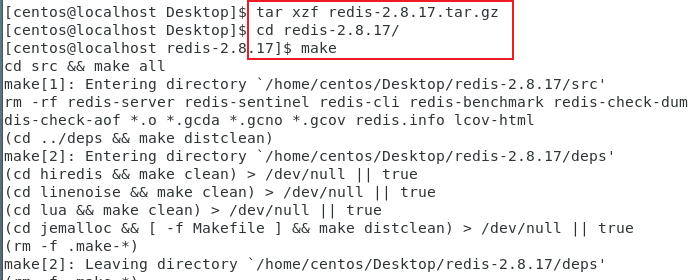 [centos@localhost Desktop]$ tar xzf redis-2.8.17.tar.gz
[centos@localhost Desktop]$ cd redis-2.8.17/
[centos@localhost redis-2.8.17]$ make
cd src && make all
make[1]: Entering directory `/home/centos/Desktop/redis-2.8.17/src'
rm -rf redis-server redis-sentinel redis-cli redis-benchmark redis-check-dum
dis-check-aof *.o *.gcda *.gcno *.gcov redis.info lcov-html
(cd ../deps && make distclean)
make[2]: Entering directory `/home/centos/Desktop/redis-2.8.17/deps'
(cd hiredis && make clean) > /dev/null || true
(cd linenoise && make clean) > /dev/null || true
(cd lua && make clean) > /dev/null || true
(cd jemalloc && [ -f Makefile ] && make distclean) > /dev/null || true
(rm -f .make-*)
make[2]: Leaving directory `/home/centos/Desktop/redis-2.8.17/deps'
(rm -f .make-*)